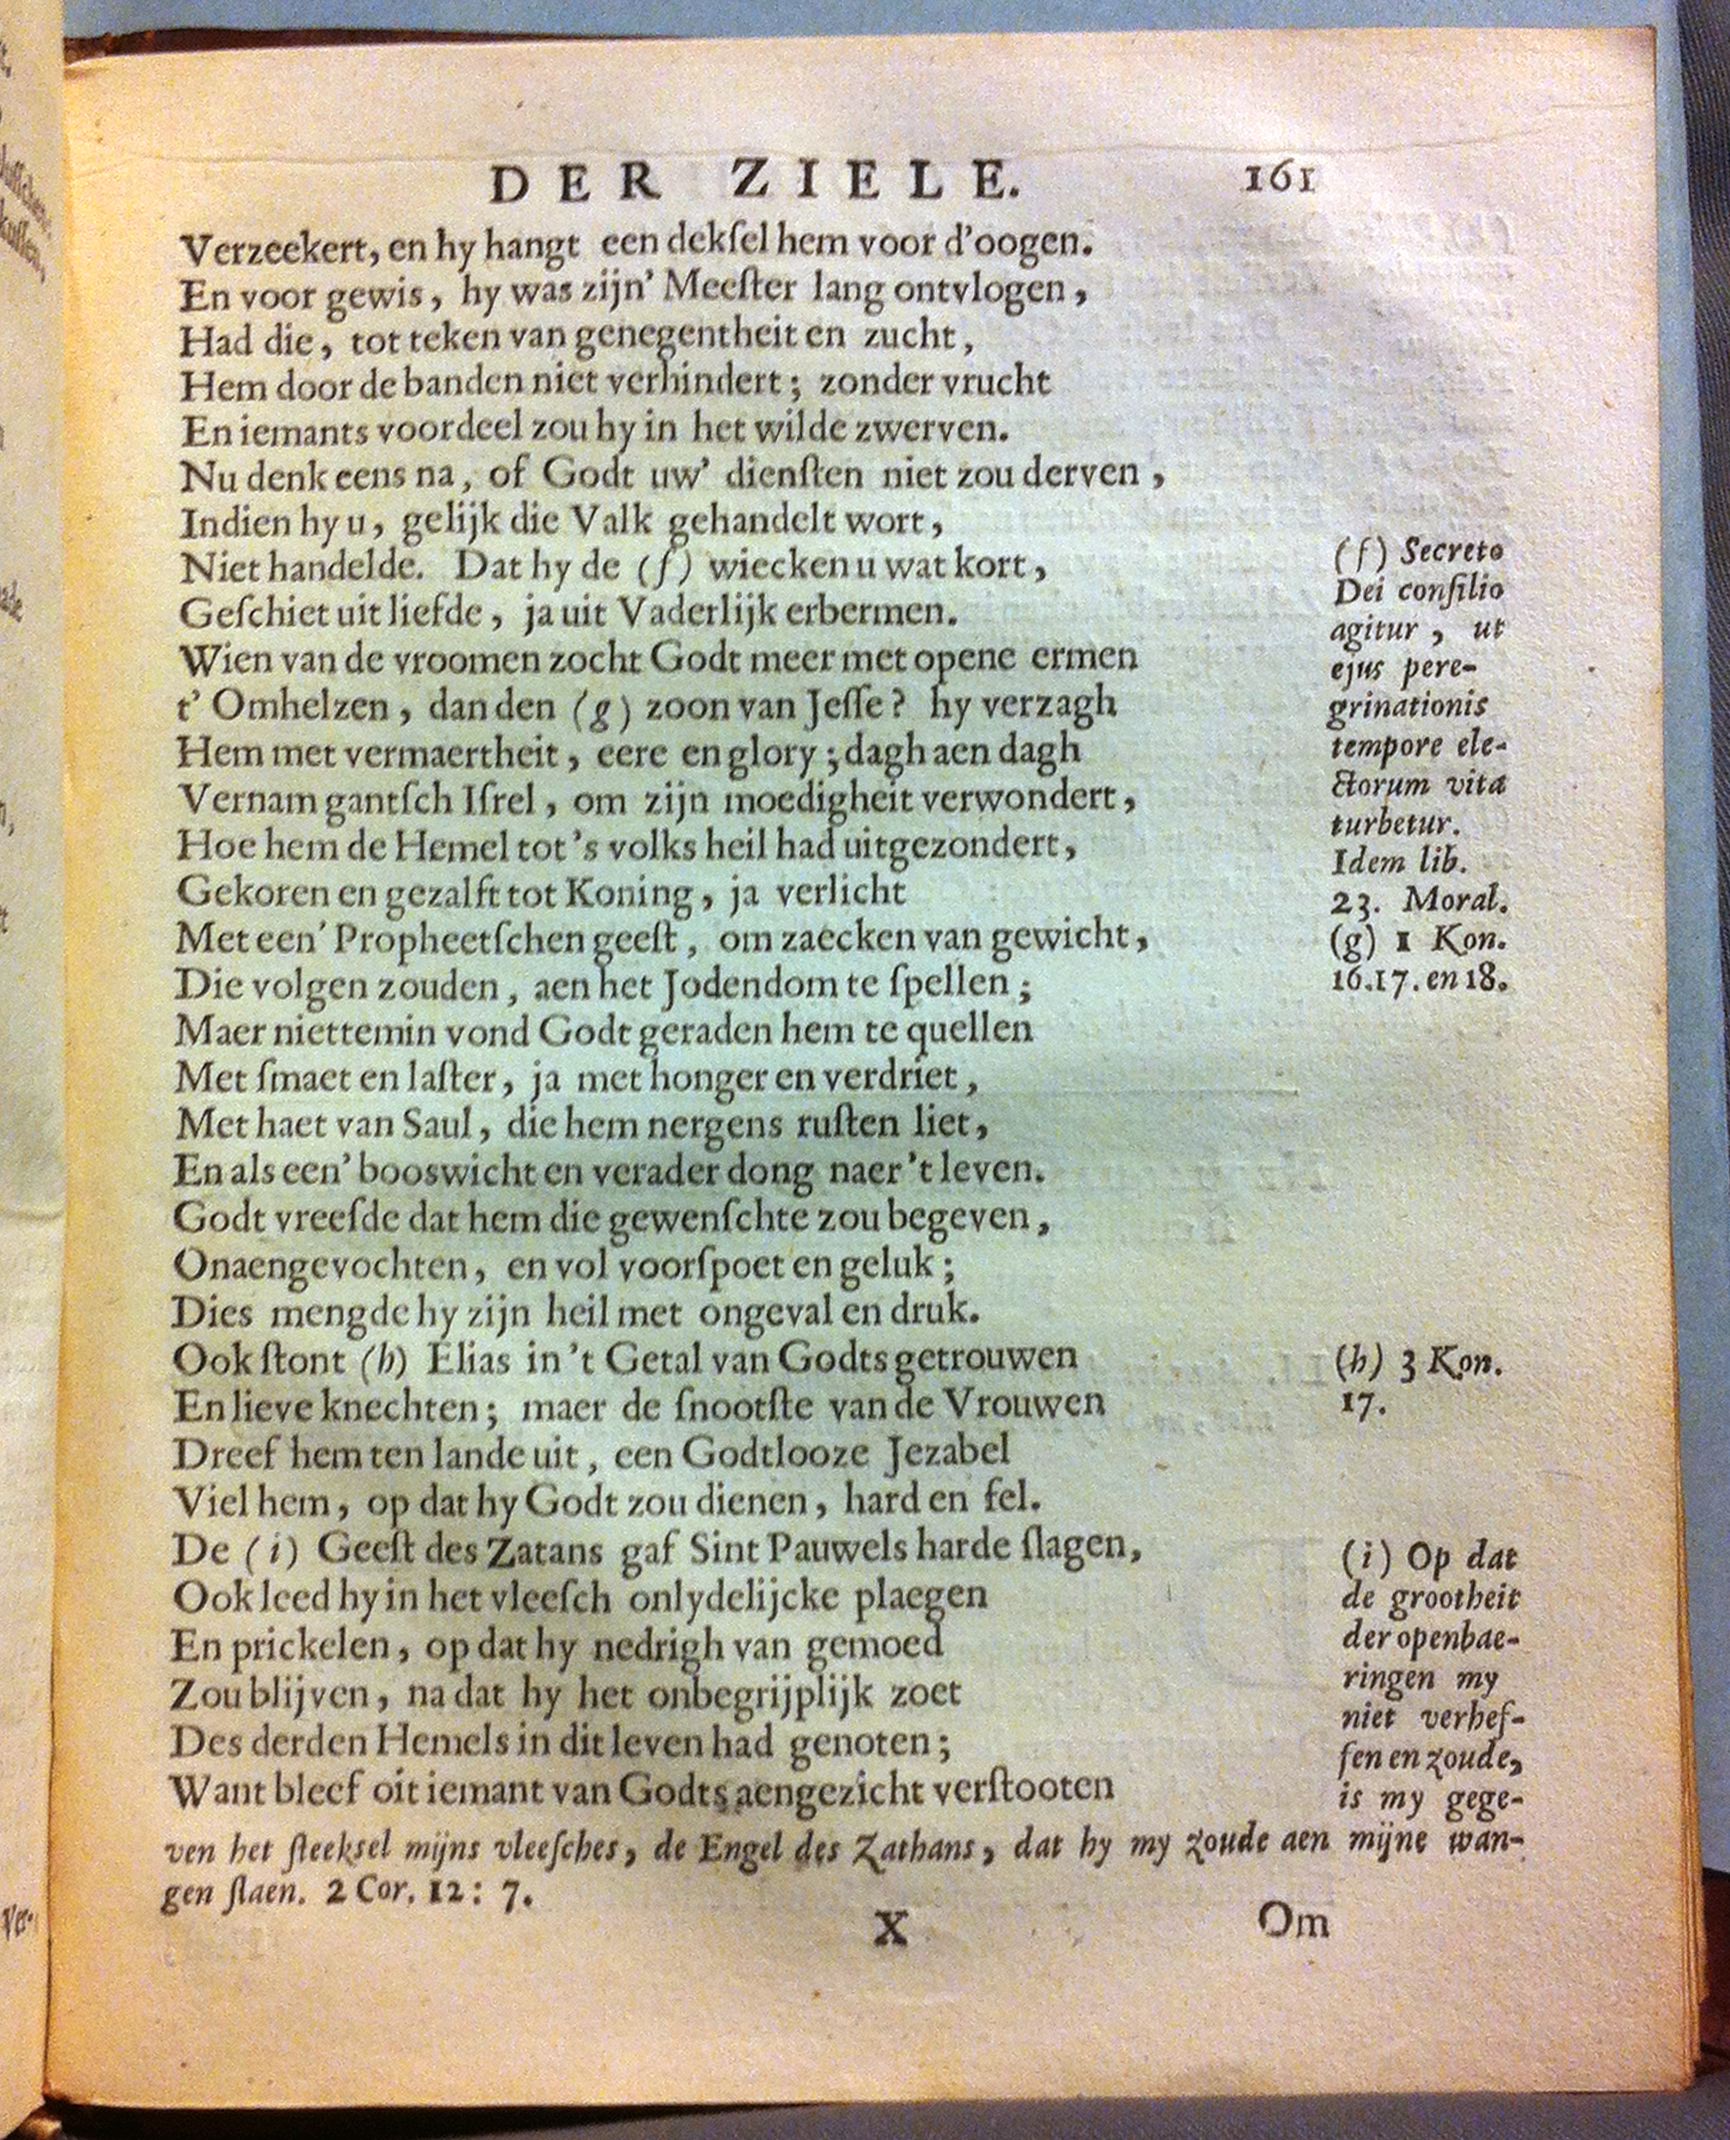 DER ZIELE. 161
Verzeekert, en hy hangt een dekſel hem voor d'oogen.
En voor gewis, hy was zijn' Meeſter lang ontvlogen,
Had die, tot teken van genegentheit en zucht,
Hem door de banden niet verhindert; zonder vrucht
En iemants voordeel zou hy in het wilde zwerven.
Nu denk eens na, of Godt uw' dienſten niet zou derven,
Indien hy u, gelijk die Valk gehandelt wort,
Niet handelde. Dat hy de (f) wiecken u wat kort,
Geſchiet uit liefde, ja uit Vaderlijk erbermen.
Wien van de vroomen zocht Godt meer met opene ermen
t' Omhelzen, dan den (g) zoon van Jeſſe? hy verzagh
Hem met vermaertheit, eere en glory; dagh aen dagh
Vernam gantſch Iſrel, om zijn moedigheit verwondert,
Hoe hem de Hemel tot 's volks heil had uitgezondert,
Gekoren en gezalft tot Koning, ja verlicht
Met een' Propheetſchen geeſt, om zaecken van gewicht,
Die volgen zouden, aen het Jodendom te ſpellen;
Maer niettemin vond Godt geraden hem te quellen
Met ſmaet en laſter, ja met honger en verdriet,
Met haet van Saul, die hem nergens ruſten liet,
En als een' booswicht en verader dong naer 't leven.
Godt vreeſde dat hem die gewenſchte zou begeven,
Onaengevochten, en vol voorſpoet en geluk;
Dies mengde hy zijn heil met ongeval en druk.
Ook ſtont (h) Elias in 't Getal van Godts getrouwen
En lieve knechten; maer de ſnootſte van de Vrouwen
Dreef hem ten lande uit, een Godtlooze Jezabel
Viel hem, op dat hy Godt zou dienen, hard en fel.
De (i) Geeſt des Zatans gaf Sint Pauwels harde ſlagen,
Ook leed hy in het vleeſch onlydelijcke plaegen
En prickelen, op dat hy nedrigh van gemoed
Zou blijven, na dat hy het onbegrijplijk zoet
Des derden Hemels in dit leven had genoten;
Want bleef oit iemant van Godts aengezicht verſtooten
(f) Secreto
Dei conſilio
agitur, ut
ejus pere-
grinationis
tempore ele-
ctorum vita
turbetur.
Idem lib.
23. Moral.
(g) 1 Kon.
16.17. en 18.
(h) 3 Kon.
17.
(i) Op dat
de grootheit
der openbae-
ringen my
niet verhef-
fen en zoude,
is my gege-
ven het ſteekſel mijns vleeſches, de Engel des Zathans, dat hy my zoude aen mijne wan-
gen ſlaen. 2 Cor. 12: 7.
X Om